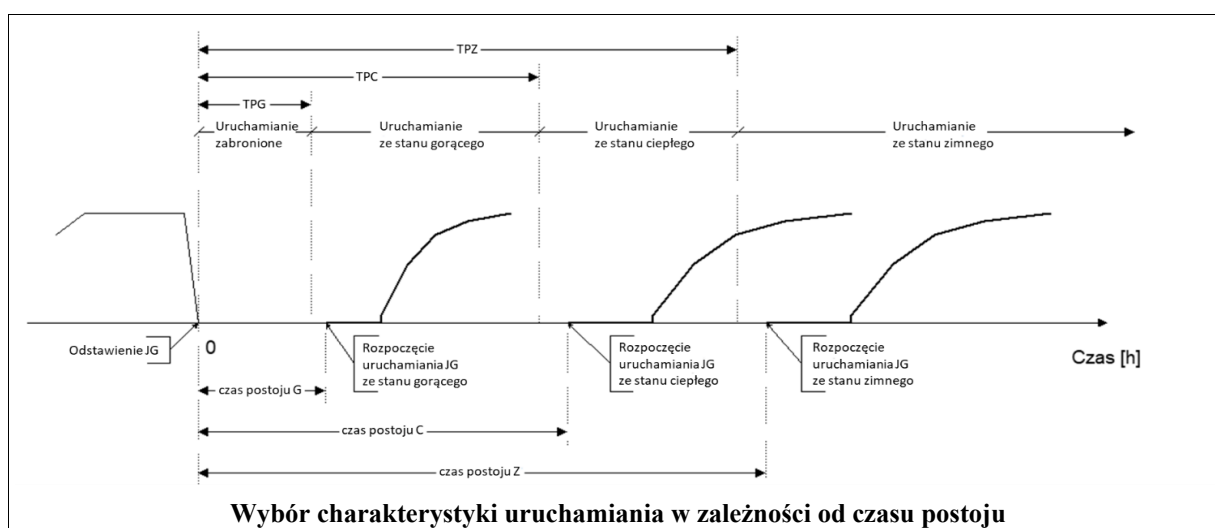 TPZ
TPC
TPG
Uruchamianie
zabronione
Uruchamianie
ze stanu gorącego
Uruchamianie
ze stanu ciepłego
Uruchamianie
ze stanu zimnego
Odstawienie JG
0
Rozpoczęcie
uruchamiania JG
ze stanu gorącego
Rozpoczęcie
uruchamiania JG
ze stanu ciepłego
Rozpoczęcie
uruchamiania JG
ze stanu zimnego
Czas [h]
czas postoju G
czas postoju C
czas postoju Z
Wybór charakterystyki uruchamiania w zależności od czasu postoju